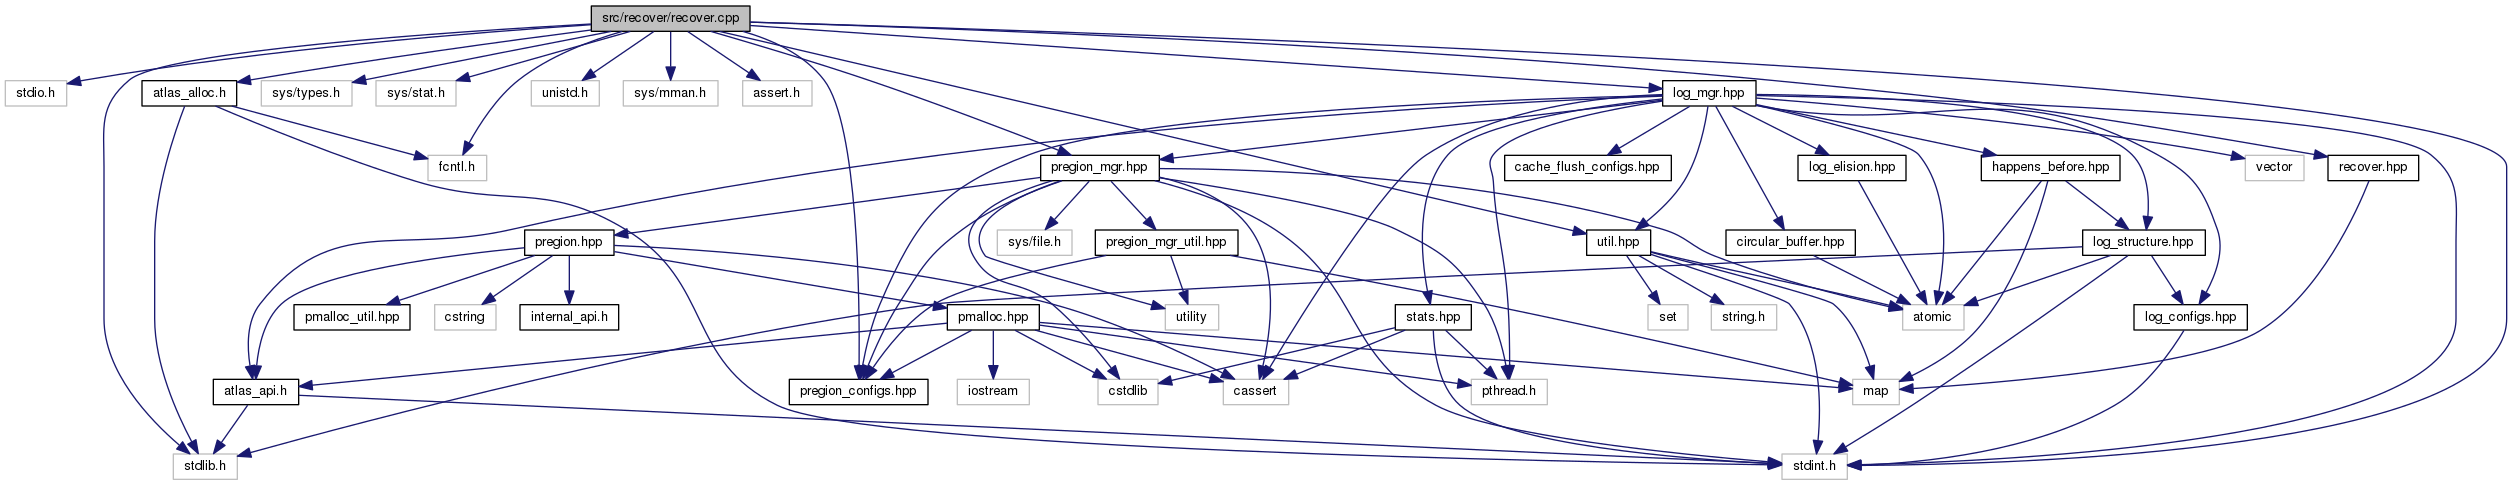 src/recover/recover.cpp
stdio.h
atlas_alloc.h
sys/types.h
sys/stat.h
unistd.h
sys/mman.h
assert.h
log_mgr.hpp
fcntl.h
pregion_mgr.hpp
cache_flush_configs.hpp
log_elision.hpp
happens_before.hpp
vector
recover.hpp
pregion.hpp
sys/file.h
pregion_mgr_util.hpp
util.hpp
circular_buffer.hpp
log_structure.hpp
pmalloc_util.hpp
cstring
internal_api.h
pmalloc.hpp
utility
stats.hpp
set
string.h
atomic
log_configs.hpp
atlas_api.h
pregion_configs.hpp
iostream
cstdlib
cassert
pthread.h
map
stdlib.h
stdint.h